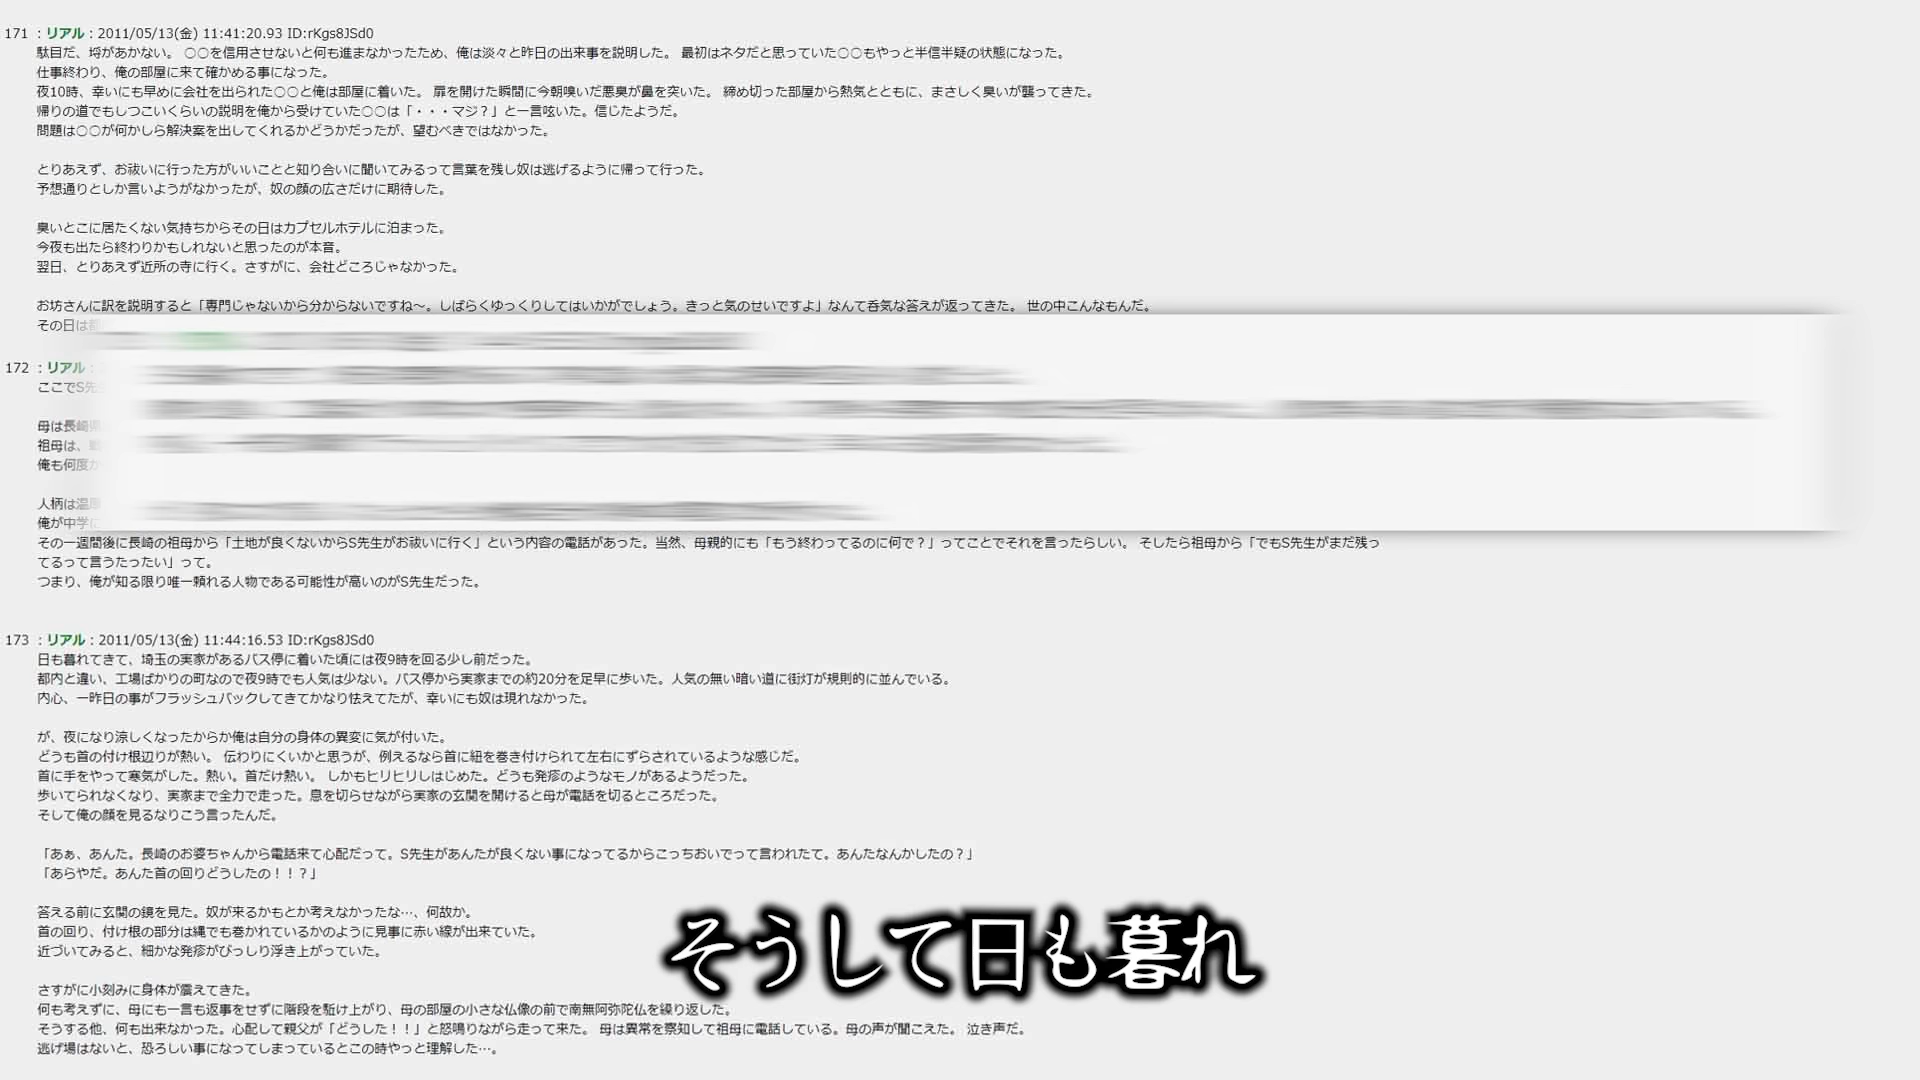 171 ：リアル：2011/05/13(金) 11:41:20.93 ID:rKgs8JSd0
駄目だ、埒があかない。 ○○を信用させないと何も進まなかったため、俺は淡々と昨日の出来事を説明した。 最初はネタだと思っていた○○もやっと半信半疑の状態になった。
仕事終わり、俺の部屋に来て確かめる事になった。
夜10時、幸いにも早めに会社を出られた○○と俺は部屋に着いた。 扉を開けた瞬間に今朝嗅いだ悪臭が鼻を突いた。 締め切った部屋から熱気とともに、まさしく臭いが襲ってきた。
帰りの道でもしつこいくらいの説明を俺から受けていた○○は「・・・マジ？」と一言呟いた。信じたようだ。
問題は○○が何かしら解決案を出してくれるかどうかだったが、望むべきではなかった。
とりあえず、お祓いに行った方がいいことと知り合いに聞いてみるって言葉を残し奴は逃げるように帰って行った。
予想通りとしか言いようがなかったが、奴の顔の広さだけに期待した。
臭いとこに居たくない気持ちからその日はカプセルホテルに泊まった。
今夜も出たら終わりかもしれないと思ったのが本音。
翌日、とりあえず近所の寺に行く。さすがに、会社どころじゃなかった。
お坊さんに訳を説明すると「専門じゃないから分からないですね～。しばらくゆっくりしてはいかがでしょう。きっと気のせいですよ」なんて呑気な答えが返ってきた。 世の中こんなもんだ。
その日は
172 ：リアル：
ここでS先
母は長崎
祖母は、
俺も何度
人柄は温
俺が中学に
その一週間後に長崎の祖母から「土地が良くないからS先生がお祓いに行く」という内容の電話があった。当然、母親的にも「もう終わってるのに何で？」ってことでそれを言ったらしい。 そしたら祖母から「でもS先生がまだ残っ
てるって言うたったい」って。
つまり、俺が知る限り唯一頼れる人物である可能性が高いのがS先生だった。
173 ：リアル：2011/05/13(金) 11:44:16.53 ID:rKgs8JSd0
日も暮れてきて、埼玉の実家があるバス停に着いた頃には夜9時を回る少し前だった。
都内と違い、工場ばかりの町なので夜9時でも人気は少ない。バス停から実家までの約20分を足早に歩いた。人気の無い暗い道に街灯が規則的に並んでいる。
内心、一昨日の事がフラッシュバックしてきてかなり怯えてたが、幸いにも奴は現れなかった。
が、夜になり涼しくなったからか俺は自分の身体の異変に気が付いた。
どうも首の付け根辺りが熱い。 伝わりにくいかと思うが、例えるなら首に紐を巻き付けられて左右にずらされているような感じだ。
首に手をやって寒気がした。熱い。首だけ熱い。 しかもヒリヒリしはじめた。どうも発疹のようなモノがあるようだった。
歩いてられなくなり、実家まで全力で走った。息を切らせながら実家の玄関を開けると母が電話を切るところだった。
そして俺の顔を見るなりこう言ったんだ。
「あぁ、あんた。長崎のお婆ちゃんから電話来て心配だって。S先生があんたが良くない事になってるからこっちおいでって言われたて。あんたなんかしたの？」
「あらやだ。あんた首の回りどうしたの！！？」
答える前に玄関の鏡を見た。奴が来るかもとか考えなかったな…、何故か。
首の回り、付け根の部分は縄でも巻かれているかのように見事に赤い線が出来ていた。
近づいてみると、細かな発疹がびっしり浮き上がっていた。
さすがに小刻みに身体が震えてきた。
何も考えずに、母にも一言も返事をせずに階段を駈け上がり、母の部屋の小さな仏像の前で南無阿弥陀仏を繰り返した。
そうする他、何も出来なかった。心配して親父が「どうした！！」と怒鳴りながら走って来た。 母は異常を察知して祖母に電話している。母の声が聞こえた。 泣き声だ。
逃げ場はないと、恐ろしい事になってしまっているとこの時やっと理解した…。
そうして日も暮れ